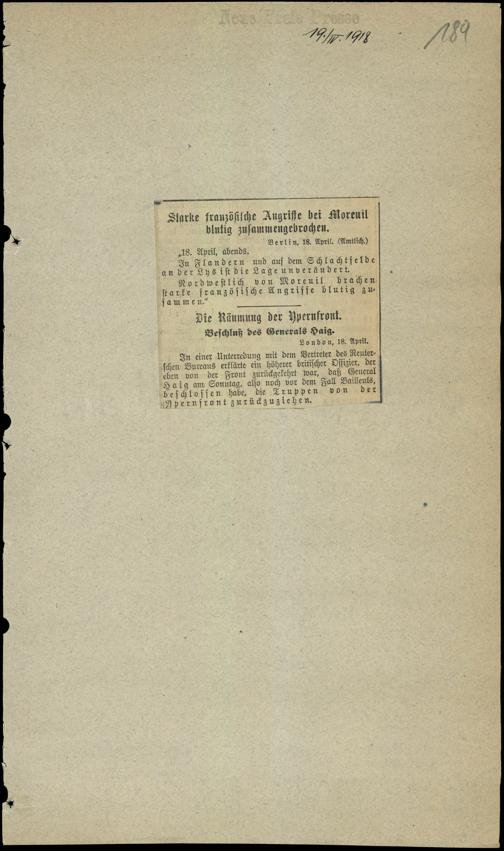 Neue Freie Presse
19./IV. 1918
189
Starke französische Angriffe bei Moreuil
blutig zusammengebrochen.
Berlin, 18. April. (Amtlich.)
„18. April, abends.
In Flandern und auf dem Schlachtfelde
an der Lys ist die Lage unverändert.
Nordwestlich von Moreuil brachen
starke französische Angriffe blutig zu-
sammen.“
Die Räumung der Ypernfront.
Beschluß des Generals Haig.
London, 18. April.
In einer Unterredung mit dem Vertreter des Reuter-
schen Bureaus erklärte ein höherer britischer Offizier, der
eben von der Front zurückgekehrt war, daß General
Haig am Sonntag, also noch vor dem Fall Bailleuls,
beschlossen habe, die Truppen von der
Ypernfront zurückzuziehen.